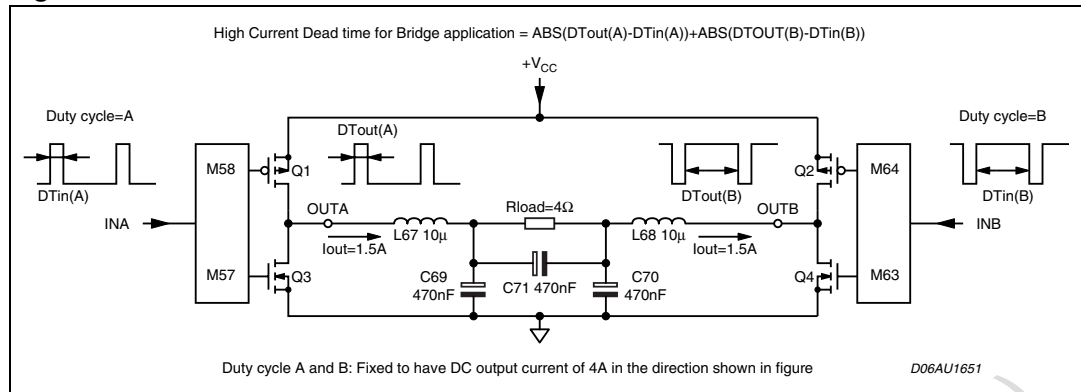 High Current Dead time for Bridge application = ABS(DTout(A)-DTin(A))+ABS(DTOUT(B)-DTin(B))
+VCC
Duty cycle=A
DTout(A)
Duty cycle=B
M58
Q1
Q2
M64
DTin(A)
DTout(B)
DTin(B)
INA
OUTA
Rload=4Ω
OUTB
INB
L67 10μ
L68 10μ
Iout=1.5A
Iout=1.5A
M57
Q3
C69
470nF
C71 470nF
C70
470nF
Q4
M63
Duty cycle A and B: Fixed to have DC output current of 4A in the direction shown in figure
D06AU1651